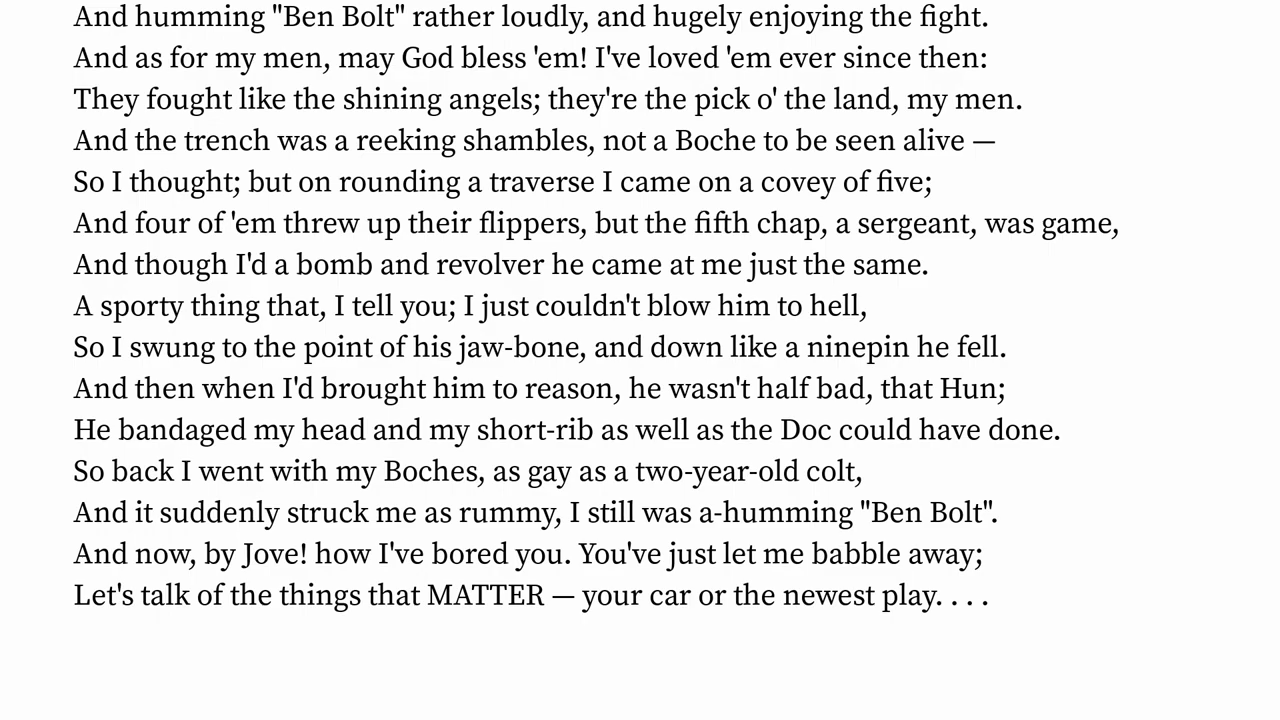 And humming "Ben Bolt" rather loudly, and hugely enjoying the fight.
And as for my men, may God bless 'em! I've loved 'em ever since then:
They fought like the shining angels; they're the pick o' the land, my men.
And the trench was a reeking shambles, not a Boche to be seen alive —
So I thought; but on rounding a traverse I came on a covey of five;
And four of 'em threw up their flippers, but the fifth chap, a sergeant, was game,
And though I'd a bomb and revolver he came at me just the same.
A sporty thing that, I tell you; I just couldn't blow him to hell,
So I swung to the point of his jaw-bone, and down like a ninepin he fell.
And then when I'd brought him to reason, he wasn't half bad, that Hun;
He bandaged my head and my short-rib as well as the Doc could have done.
So back I went with my Boches, as gay as a two-year-old colt,
And it suddenly struck me as rummy, I still was a-humming "Ben Bolt".
And now, by Jove! how I've bored you. You've just let me babble away;
Let's talk of the things that MATTER — your car or the newest play. . . .